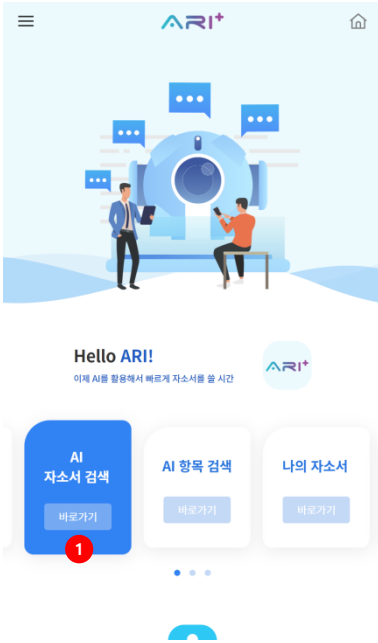 ARI+
Hello ARI!
이제 AI를 활용해서 빠르게 자소서를 쓸 시간
ARI+
AI
자소서 검색
바로가기
1
AI 항목 검색
바로가기
나의 자소서
바로가기